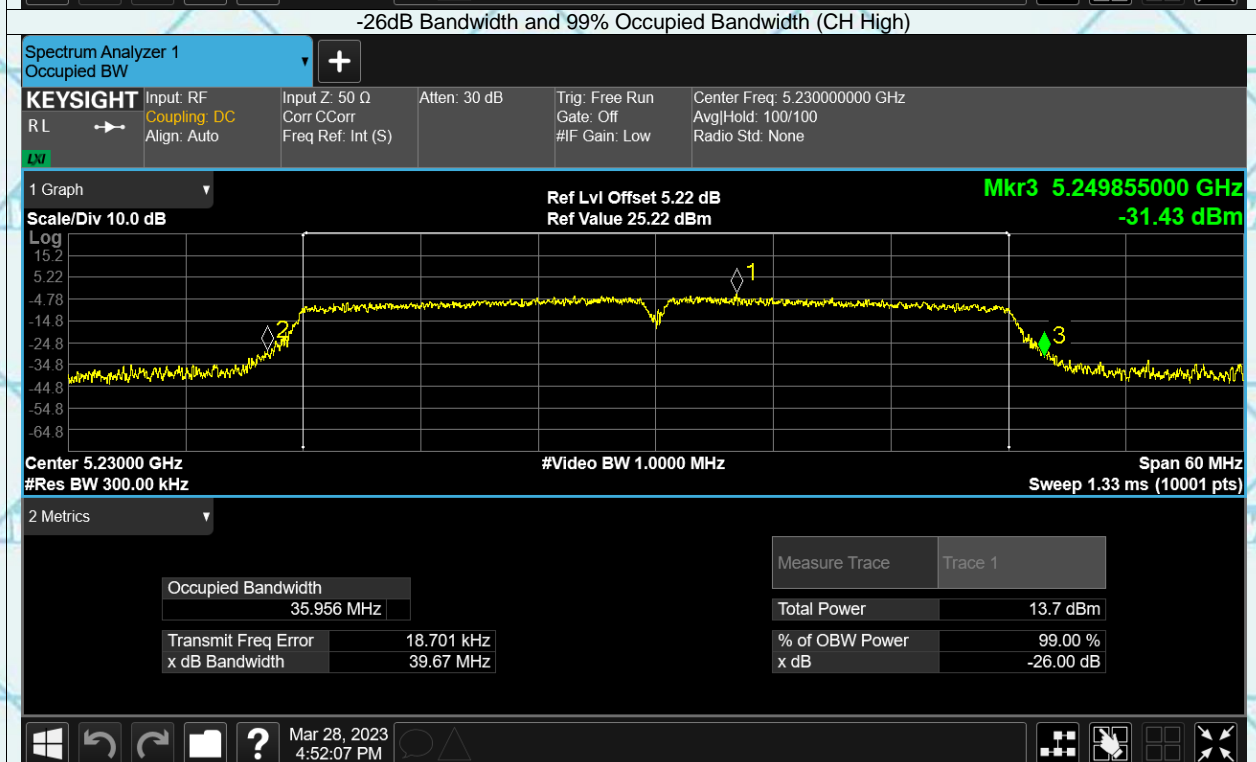 -26dB Bandwidth and 99% Occupied Bandwidth (CH High)
Spectrum Analyzer 1
Occupied BW
+
KEYSIGHT
RL
LXI
Input: RF
Coupling: DC
Align: Auto
Input Z: 50 Ω
Corr CCorr
Freq Ref: Int (S)
Atten: 30 dB
Trig: Free Run
Gate: Off
#IF Gain: Low
Center Freq: 5.230000000 GHz
Avg|Hold: 100/100
Radio Std: None
1 Graph
Scale/Div 10.0 dB
Ref Lvl Offset 5.22 dB
Ref Value 25.22 dBm
Mkr3 5.249855000 GHz
-31.43 dBm
Log
15.2
5.22
-4.78
-14.8
-24.8
-34.8
-44.8
-54.8
-64.8
1
2
3
Center 5.23000 GHz
#Video BW 1.0000 MHz
Span 60 MHz
#Res BW 300.00 kHz
Sweep 1.33 ms (10001 pts)
2 Metrics
Measure Trace Trace 1
Occupied Bandwidth
35.956 MHz
Total Power 13.7 dBm
Transmit Freq Error 18.701 kHz
% of OBW Power 99.00 %
x dB Bandwidth 39.67 MHz
x dB -26.00 dB
?
Mar 28, 2023
4:52:07 PM